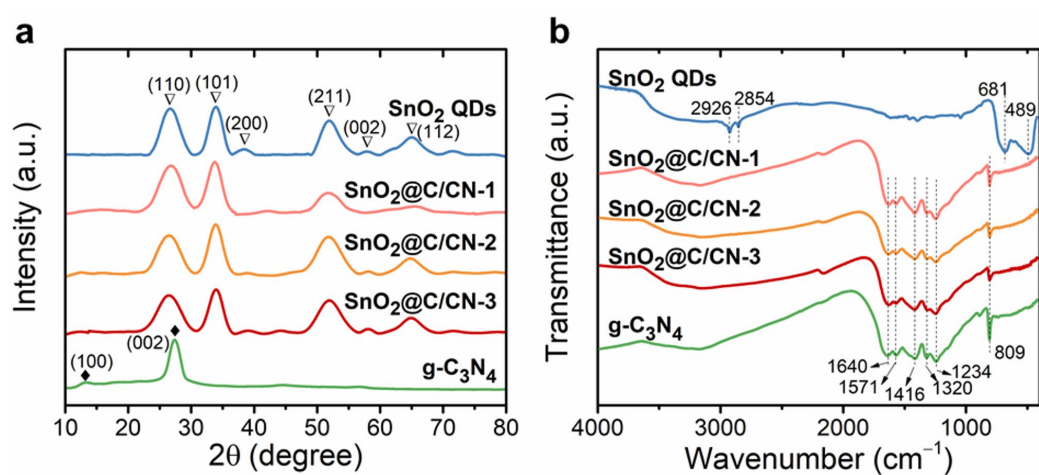 a
Intensity (a.u.)
(110)
(101)
(200)
(211)
(002)
(112)
SnO₂ QDs
SnO₂@C/CN-1
SnO₂@C/CN-2
SnO₂@C/CN-3
(100)
(002)
g-C₃N₄
10 20 30 40 50 60 70 80
2θ (degree)
b
Transmittance (a.u.)
SnO₂ QDs
2926
2854
681
489
SnO₂@C/CN-1
SnO₂@C/CN-2
SnO₂@C/CN-3
g-C₃N₄
809
1640
1571
1416
1320
1234
4000 3000 2000 1000
Wavenumber (cm⁻¹)